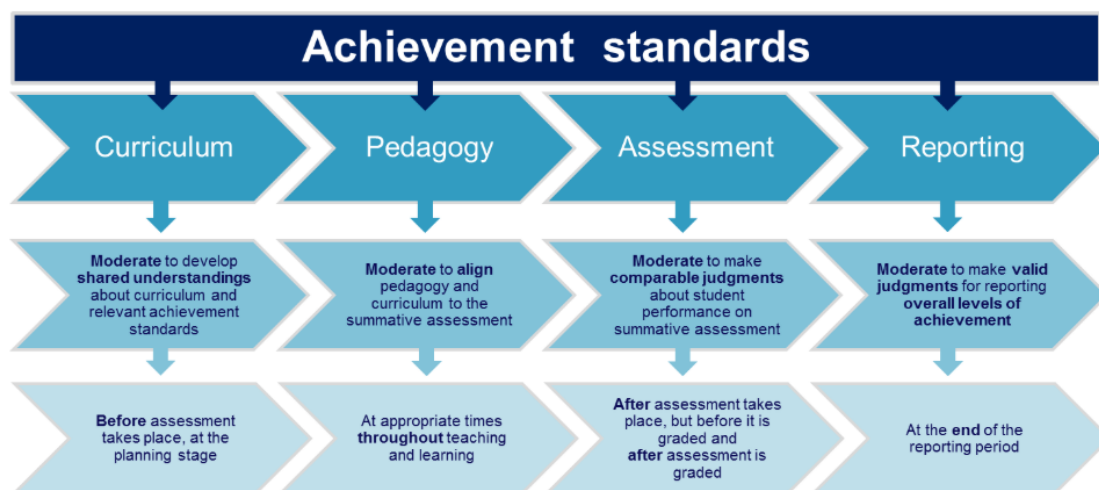 Achievement standards
Curriculum
Pedagogy
Assessment
Reporting
Moderate to develop
shared understandings
about curriculum and
relevant achievement
standards
Moderate to align
pedagogy and
curriculum to the
summative assessment
Moderate to make
comparable judgments
about student
performance on
summative assessment
Moderate to make valid
judgments for reporting
overall levels of
achievement
Before assessment
takes place, at the
planning stage
At appropriate times
throughout teaching
and learning
After assessment takes
place, but before it is
graded and
after assessment is
graded
At the end of the
reporting period